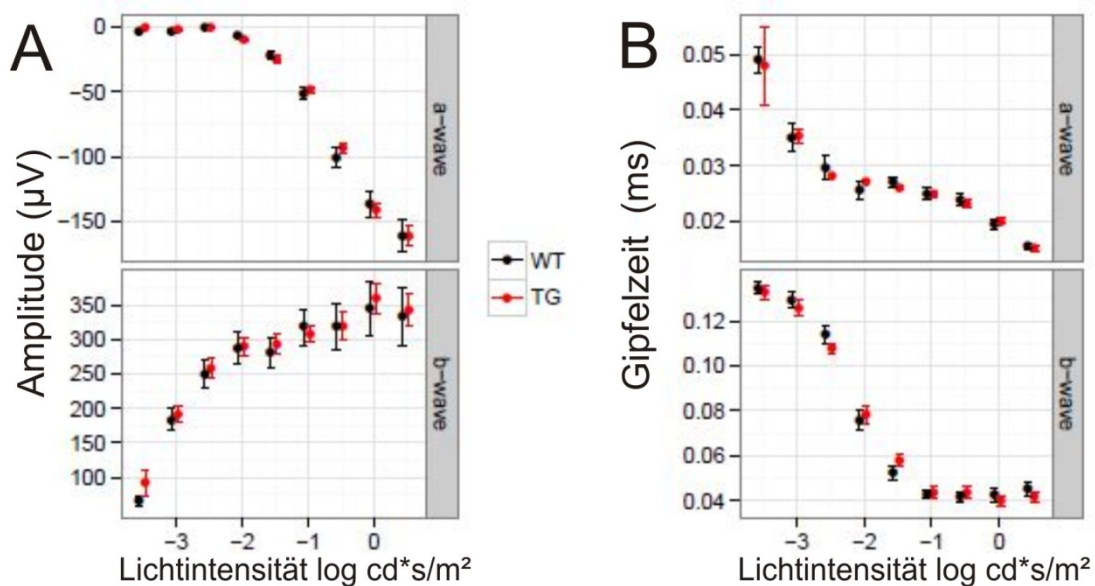 A
Amplitude (µV)
0
−50
−100
−150
a−wave
350
300
250
200
150
100
b−wave
−3 −2 −1 0
Lichtintensität log cd*s/m²
WT
TG
B
Gipfelzeit (ms)
0.05
0.04
0.03
0.02
a−wave
0.12
0.10
0.08
0.06
0.04
b−wave
−3 −2 −1 0
Lichtintensität log cd*s/m²